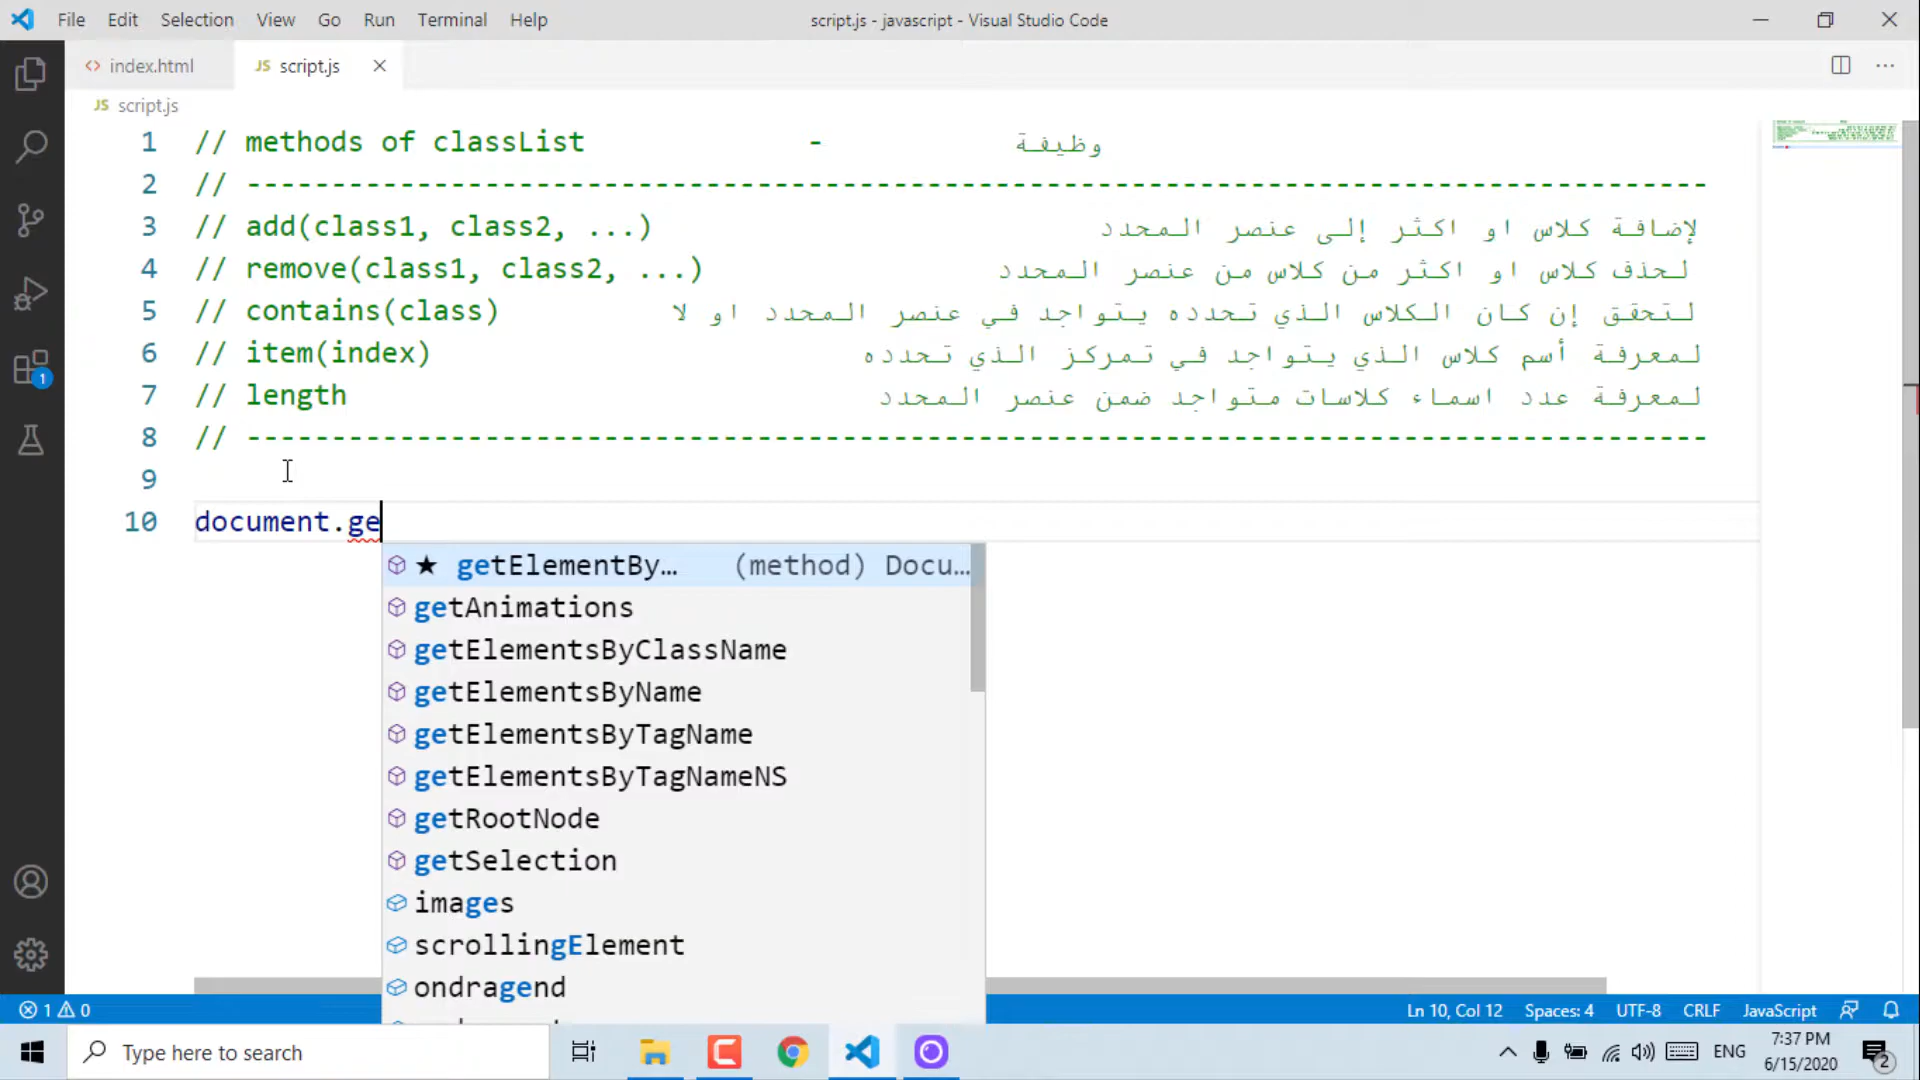 File Edit Selection View Go Run Terminal Help
script.js - javascript - Visual Studio Code
index.html
JS script.js
JS script.js
1 // methods of classList - وظيفة
2 // --------------------------------------------------------------------------------------
3 // add(class1, class2, ...) لإضافة كلاس او اكثر إلى عنصر المحدد
4 // remove(class1, class2, ...) لحذف كلاس او اكثر من كلاس من عنصر المحدد
5 // contains(class) لتحقق إن كان الكلاس الذي تحدده يتواجد في عنصر المحدد او لا
6 // item(index) لمعرفة أسم كلاس الذي يتواجد في تمركز الذي تحدده
7 // length لمعرفة عدد اسماء كلاسات متواجد ضمن عنصر المحدد
8 // --------------------------------------------------------------------------------------
9
10 document.ge
★ getElementBy… (method) Docu…
getAnimations
getElementsByClassName
getElementsByName
getElementsByTagName
getElementsByTagNameNS
getRootNode
getSelection
images
scrollingElement
ondragend
1
1 0
Ln 10, Col 12 Spaces: 4 UTF-8 CRLF JavaScript
Type here to search
ENG
7:37 PM
6/15/2020
2